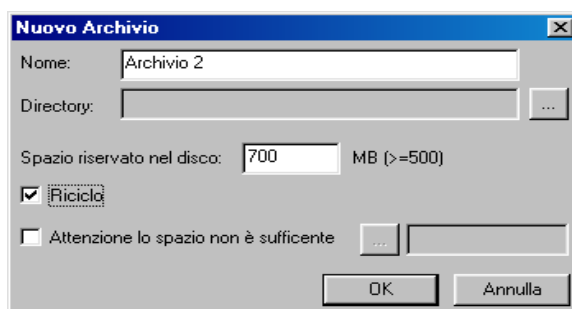 Nuovo Archivio
Nome: Archivio 2
Directory: ...
Spazio riservato nel disco: 700 MB (>=500)
Riciclo
Attenzione lo spazio non è sufficente ...
OK Annulla